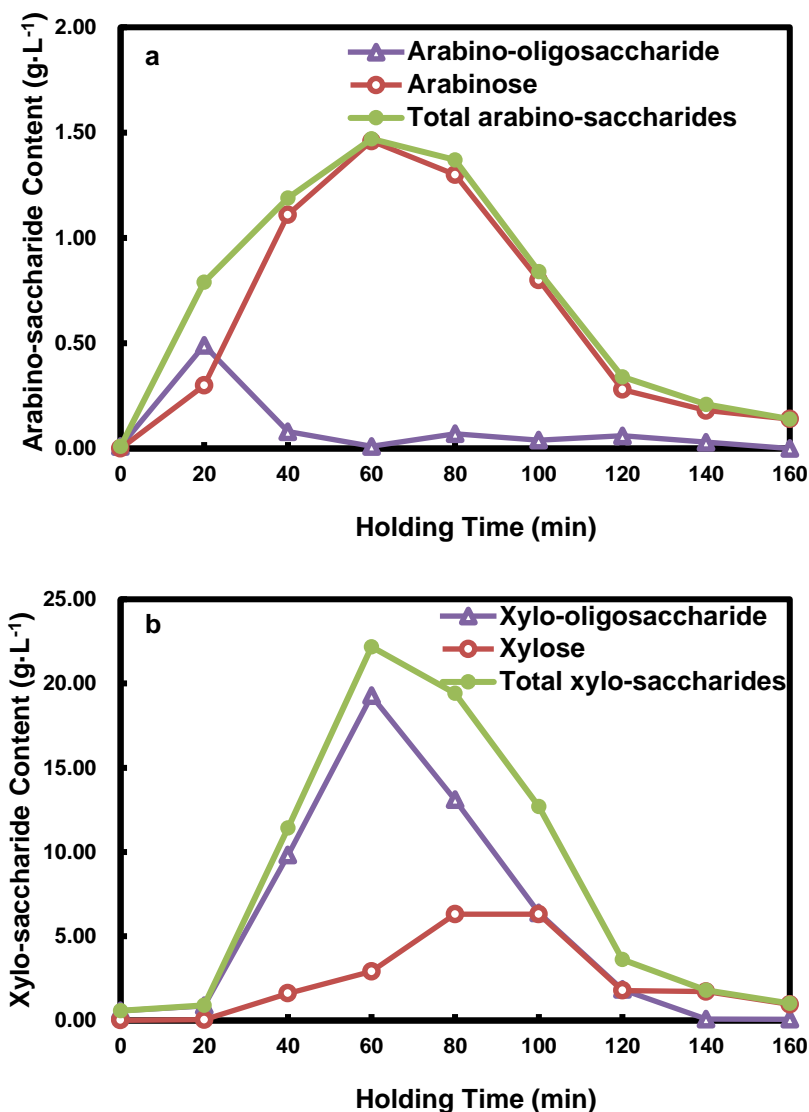 a
Arabino-oligosaccharide
Arabinose
Total arabino-saccharides
Arabino-saccharide Content (g·L⁻¹)
2.00
1.50
1.00
0.50
0.00
0 20 40 60 80 100 120 140 160
Holding Time (min)
b
Xylo-oligosaccharide
Xylose
Total xylo-saccharides
Xylo-saccharide Content (g·L⁻¹)
25.00
20.00
15.00
10.00
5.00
0.00
0 20 40 60 80 100 120 140 160
Holding Time (min)